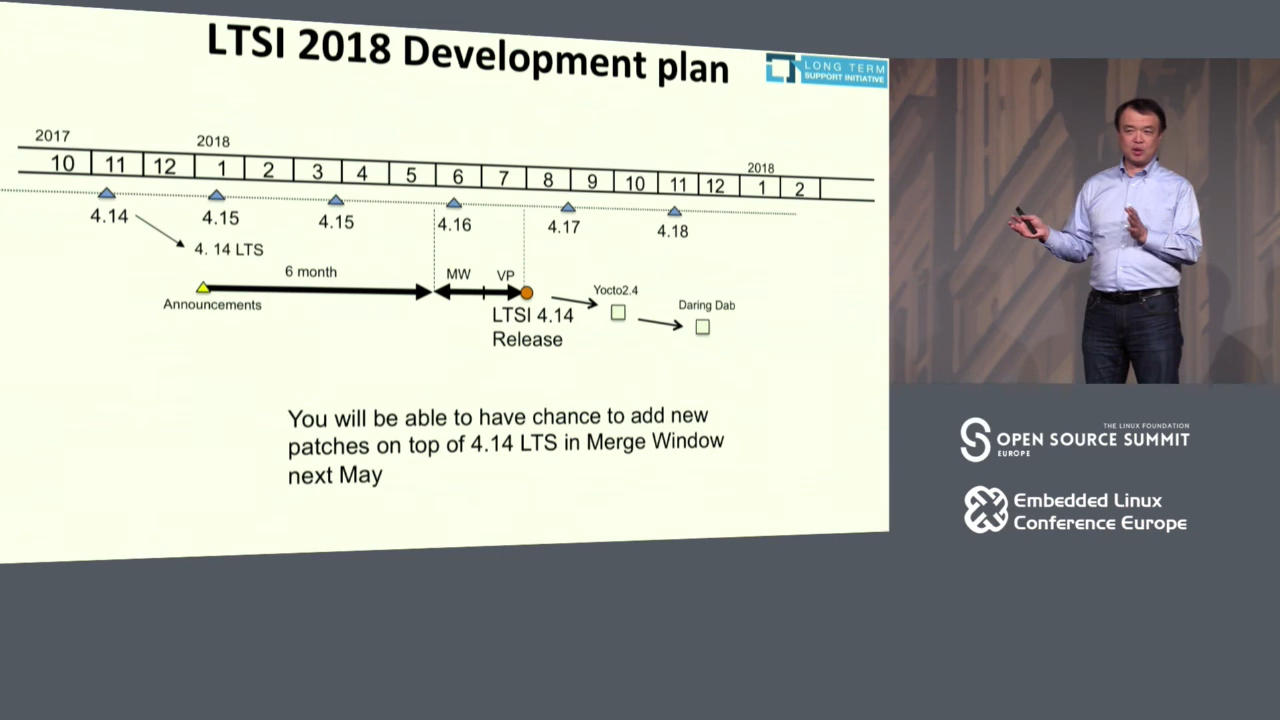 LTSI 2018 Development plan
LONG TERM
SUPPORT INITIATIVE
2017
2018
2018
10 11 12 1 2 3 4 5 6 7 8 9 10 11 12 1 2
4.14
4.15
4.15
4.16
4.17
4.18
4. 14 LTS
6 month
MW
VP
Announcements
LTSI 4.14
Release
Yocto2.4
Daring Dab
You will be able to have chance to add new
patches on top of 4.14 LTS in Merge Window
next May
THE LINUX FOUNDATION
OPEN SOURCE SUMMIT
EUROPE
Embedded Linux
Conference Europe